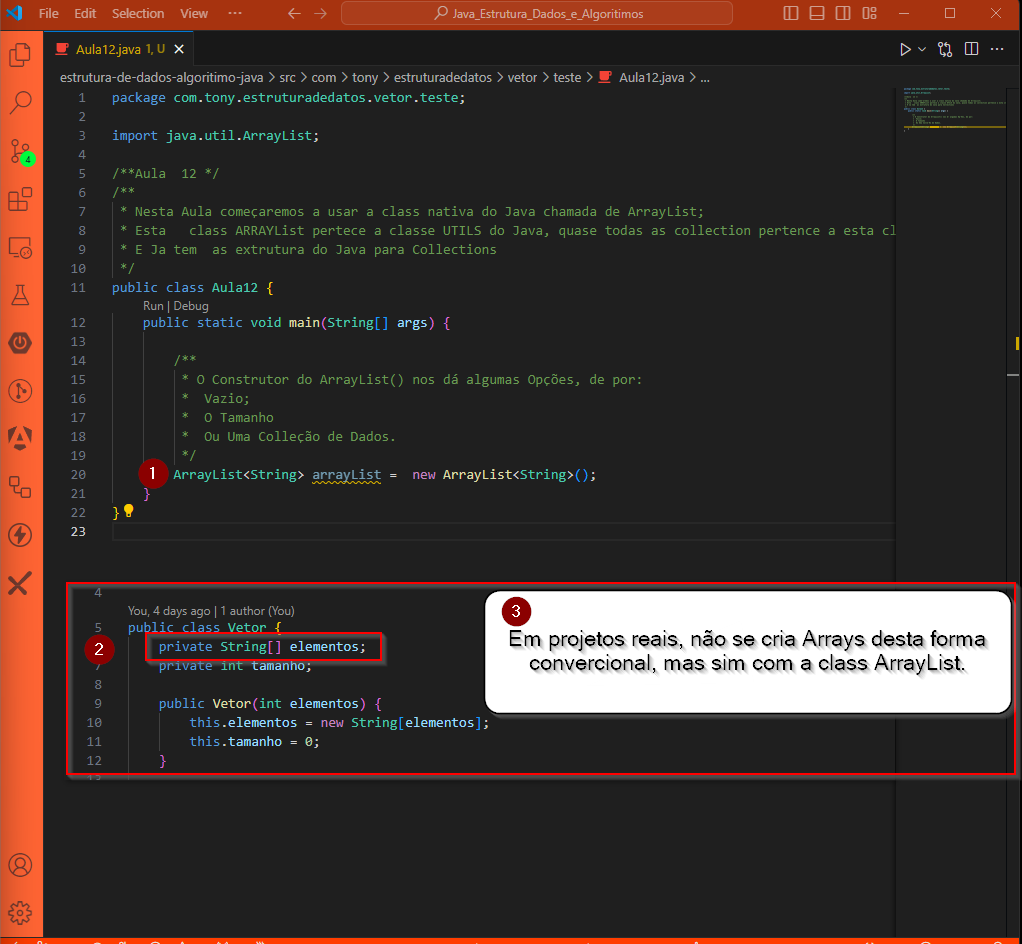 File Edit Selection View ··· Java_Estrutura_Dados_e_Algoritimos
Aula12.java 1, U
estrutura-de-dados-algoritimo-java > src > com > tony > estruturadedatos > vetor > teste > Aula12.java > ...
1 package com.tony.estruturadedatos.vetor.teste;
2
3 import java.util.ArrayList;
4
5 /**Aula  12 */
6 /**
7 * Nesta Aula começaremos a usar a class nativa do Java chamada de ArrayList;
8 * Esta   class ARRAYList pertece a classe UTILS do Java, quase todas as collection pertence a esta cl
9 * E Ja tem  as extrutura do Java para Collections
10 */
11 public class Aula12 {
Run | Debug
12 public static void main(String[] args) {
13
14 /**
15 * O Construtor do ArrayList() nos dá algumas Opções, de por:
16 *  Vazio;
17 *  O Tamanho
18 *  Ou Uma Colleção de Dados.
19 */
20 1 ArrayList<String> arrayList =  new ArrayList<String>();
21 }
22 }
23
4
You, 4 days ago | 1 author (You)
5 public class Vetor {
2 private String[] elementos;
private int tamanho;
8
9 public Vetor(int elementos) {
10 this.elementos = new String[elementos];
11 this.tamanho = 0;
12 }
13
3
Em projetos reais, não se cria Arrays desta forma
convercional, mas sim com a class ArrayList.
4